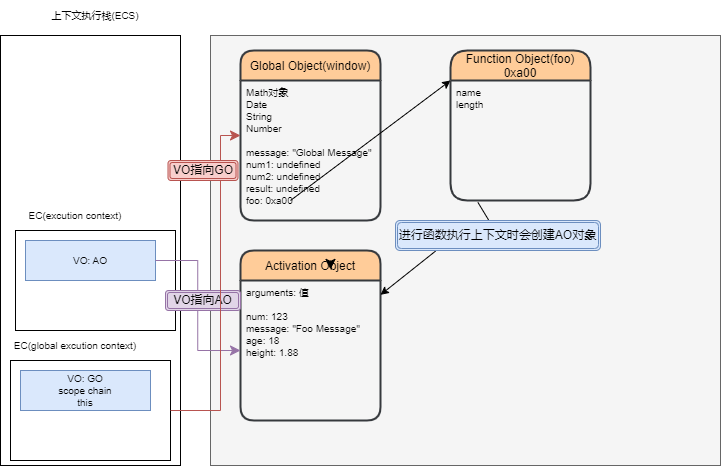 上下文执行栈(ECS)
Global Object(window)
Math对象
Date
String
Number
message: "Global Message"
num1: undefined
num2: undefined
result: undefined
foo: 0xa00
Function Object(foo)
0xa00
name
length
VO指向GO
EC(excution context)
VO: AO
进行函数执行上下文时会创建AO对象
Activation Object
arguments: 值
num: 123
message: "Foo Message"
age: 18
height: 1.88
VO指向AO
EC(global excution context)
VO: GO
scope chain
this